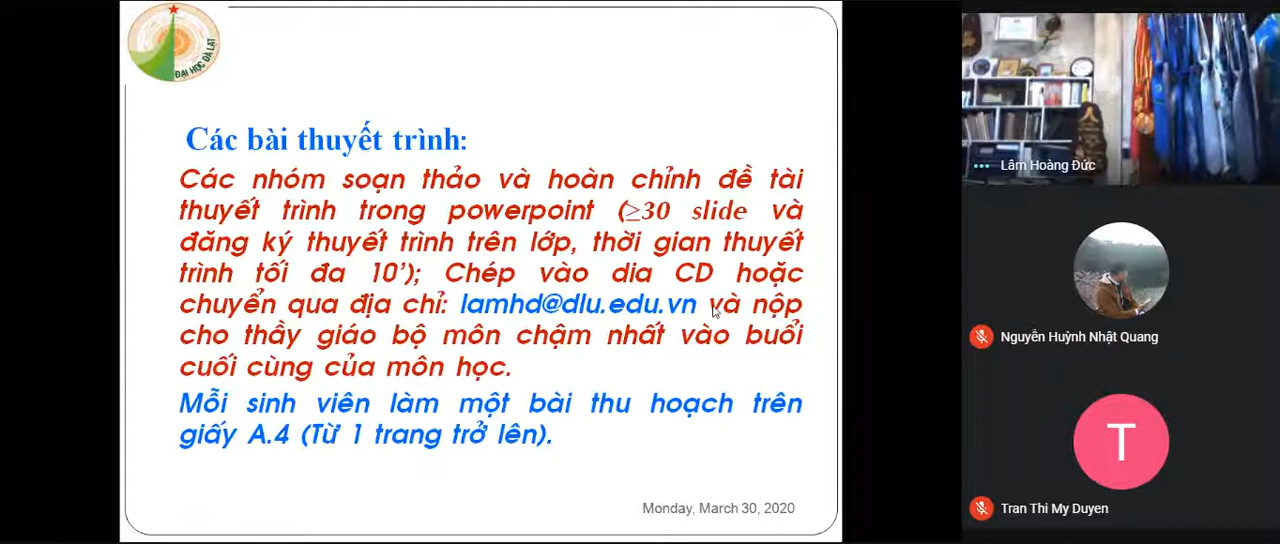 ĐẠI HỌC ĐÀ LẠT
Các bài thuyết trình:
Các nhóm soạn thảo và hoàn chỉnh đề tài
thuyết trình trong powerpoint (≥30 slide và
đăng ký thuyết trình trên lớp, thời gian thuyết
trình tối đa 10’); Chép vào dia CD hoặc
chuyển qua địa chỉ: lamhd@dlu.edu.vn và nộp
cho thầy giáo bộ môn chậm nhất vào buổi
cuối cùng của môn học.
Mỗi sinh viên làm một bài thu hoạch trên
giấy A.4 (Từ 1 trang trở lên).
Monday, March 30, 2020
Lâm Hoàng Đức
Nguyễn Huỳnh Nhật Quang
T
Tran Thi My Duyen